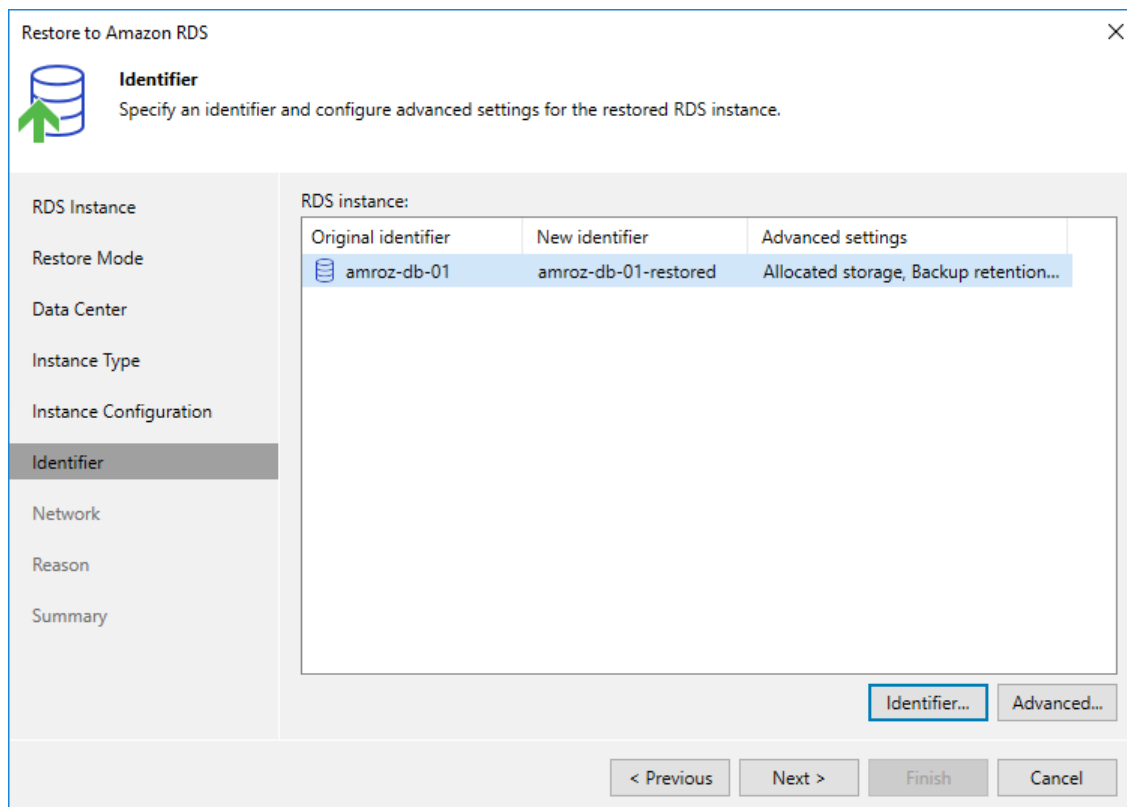 Restore to Amazon RDS
Identifier
Specify an identifier and configure advanced settings for the restored RDS instance.
RDS Instance
Restore Mode
Data Center
Instance Type
Instance Configuration
Identifier
Network
Reason
Summary
RDS instance:
Original identifier New identifier Advanced settings
amroz-db-01 amroz-db-01-restored Allocated storage, Backup retention...
Identifier... Advanced...
< Previous Next > Finish Cancel